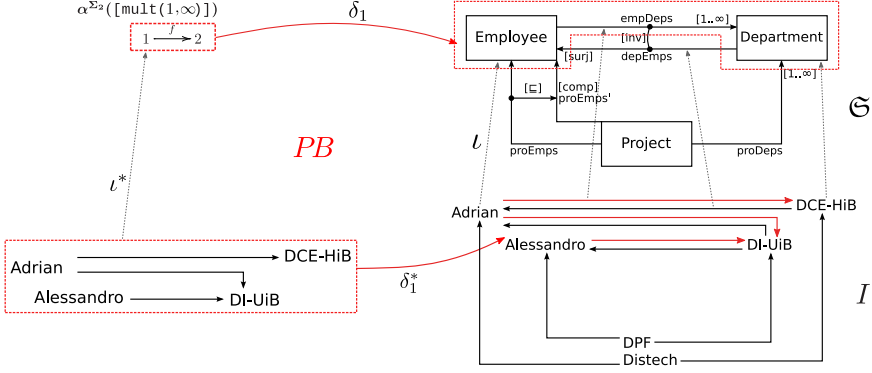 α^Σ₂([mult(1,∞)])
1 f 2
δ₁
empDeps [1..∞]
Employee [inv] Department
[surj] depEmps
[1..∞]
[⊑] [comp]
proEmps'
𝔖
PB
ι
Project
proEmps proDeps
ι*
Adrian DCE-HiB
Alessandro DI-UiB
DCE-HiB
Adrian
δ₁*
Alessandro DI-UiB
I
DPF
Distech